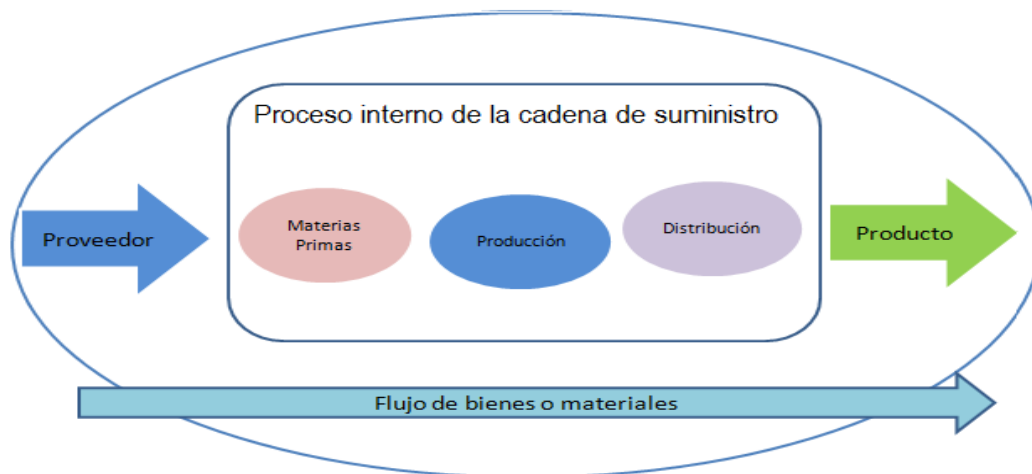 Proceso interno de la cadena de suministro
Proveedor
Materias
Primas
Producción
Distribución
Producto
Flujo de bienes o materiales